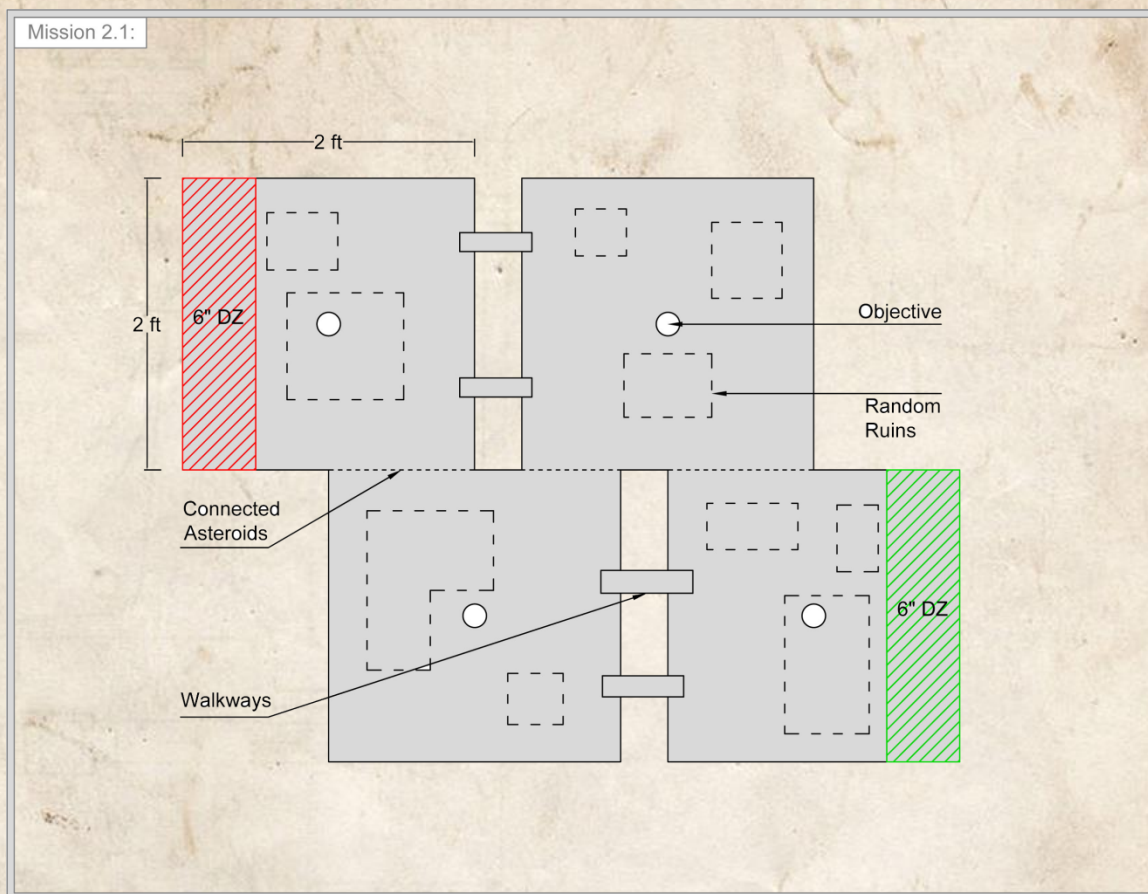 Mission 2.1:
2 ft
6" DZ
2 ft
Objective
Random
Ruins
Connected
Asteroids
6" DZ
Walkways